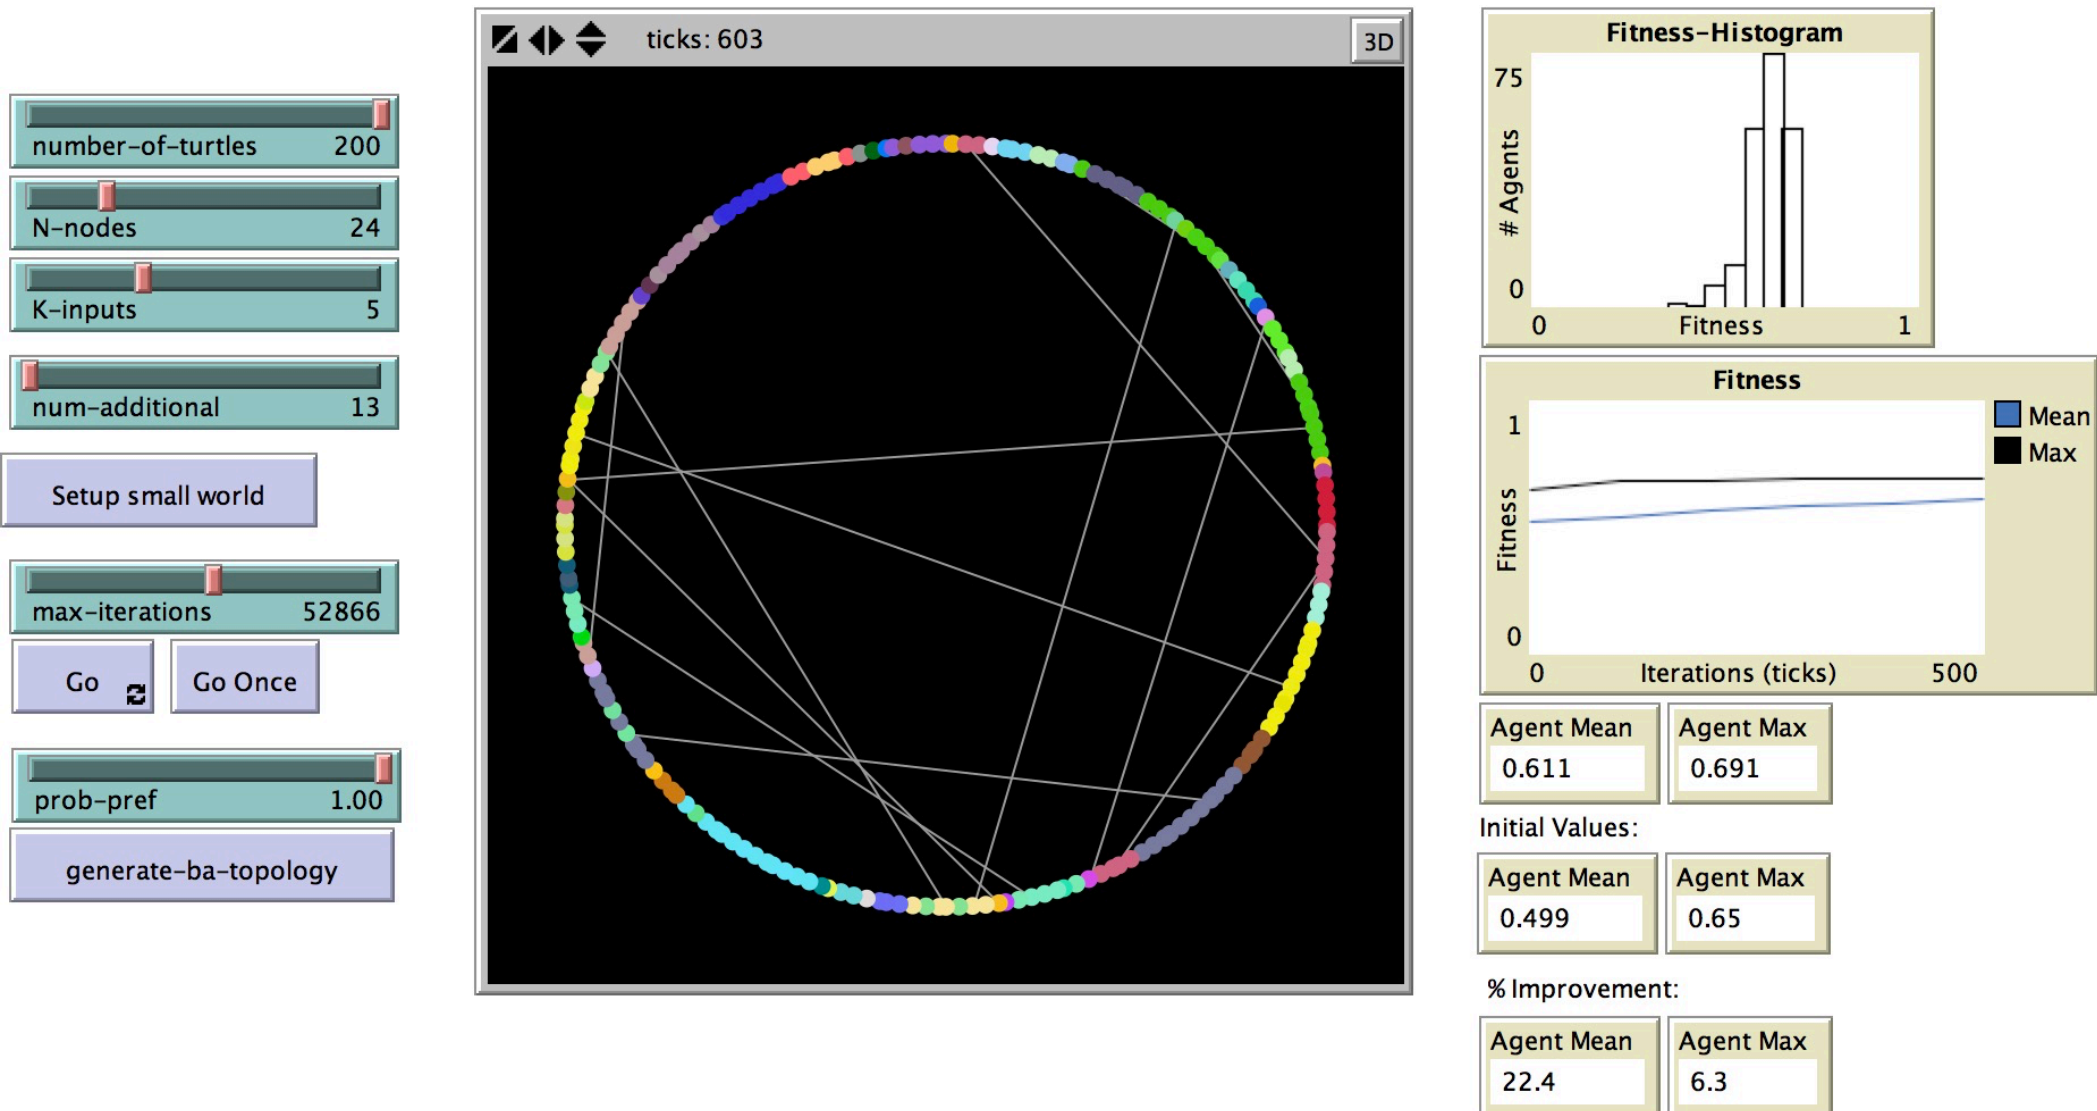 number-of-turtles 200
N-nodes 24
K-inputs 5
num-additional 13
Setup small world
max-iterations 52866
Go
Go Once
prob-pref 1.00
generate-ba-topology
ticks: 603
3D
Fitness-Histogram
75
# Agents
0
0 Fitness 1
Fitness
1
Fitness
0
0 Iterations (ticks) 500
Mean
Max
Agent Mean Agent Max
0.611 0.691
Initial Values:
Agent Mean Agent Max
0.499 0.65
% Improvement:
Agent Mean Agent Max
22.4 6.3